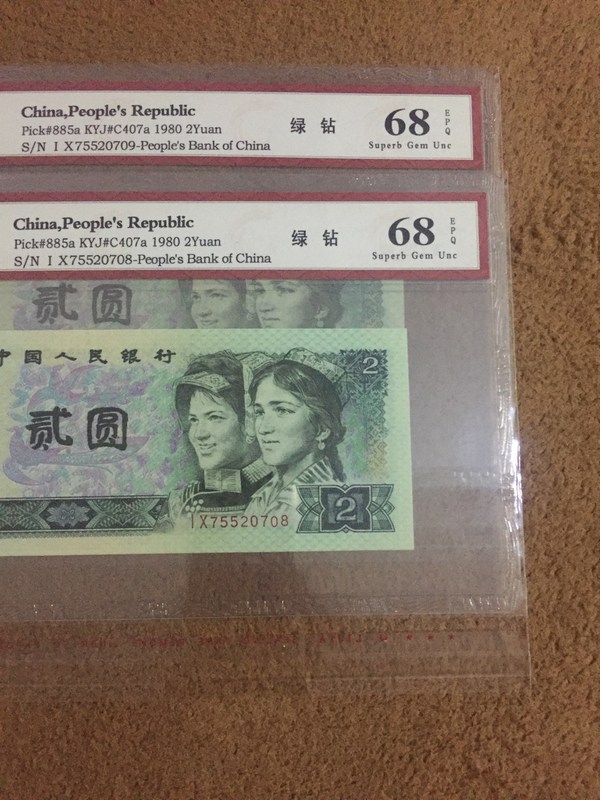 China,People's Republic
Pick#885a KYJ#C407a 1980 2Yuan
S/N I X75520709-People's Bank of China
绿 钻
68
EPQ
Superb Gem Unc
China,People's Republic
Pick#885a KYJ#C407a 1980 2Yuan
S/N I X75520708-People's Bank of China
绿 钻
68
EPQ
Superb Gem Unc
贰圆
中国人民银行
2
贰圆
IX75520708
2